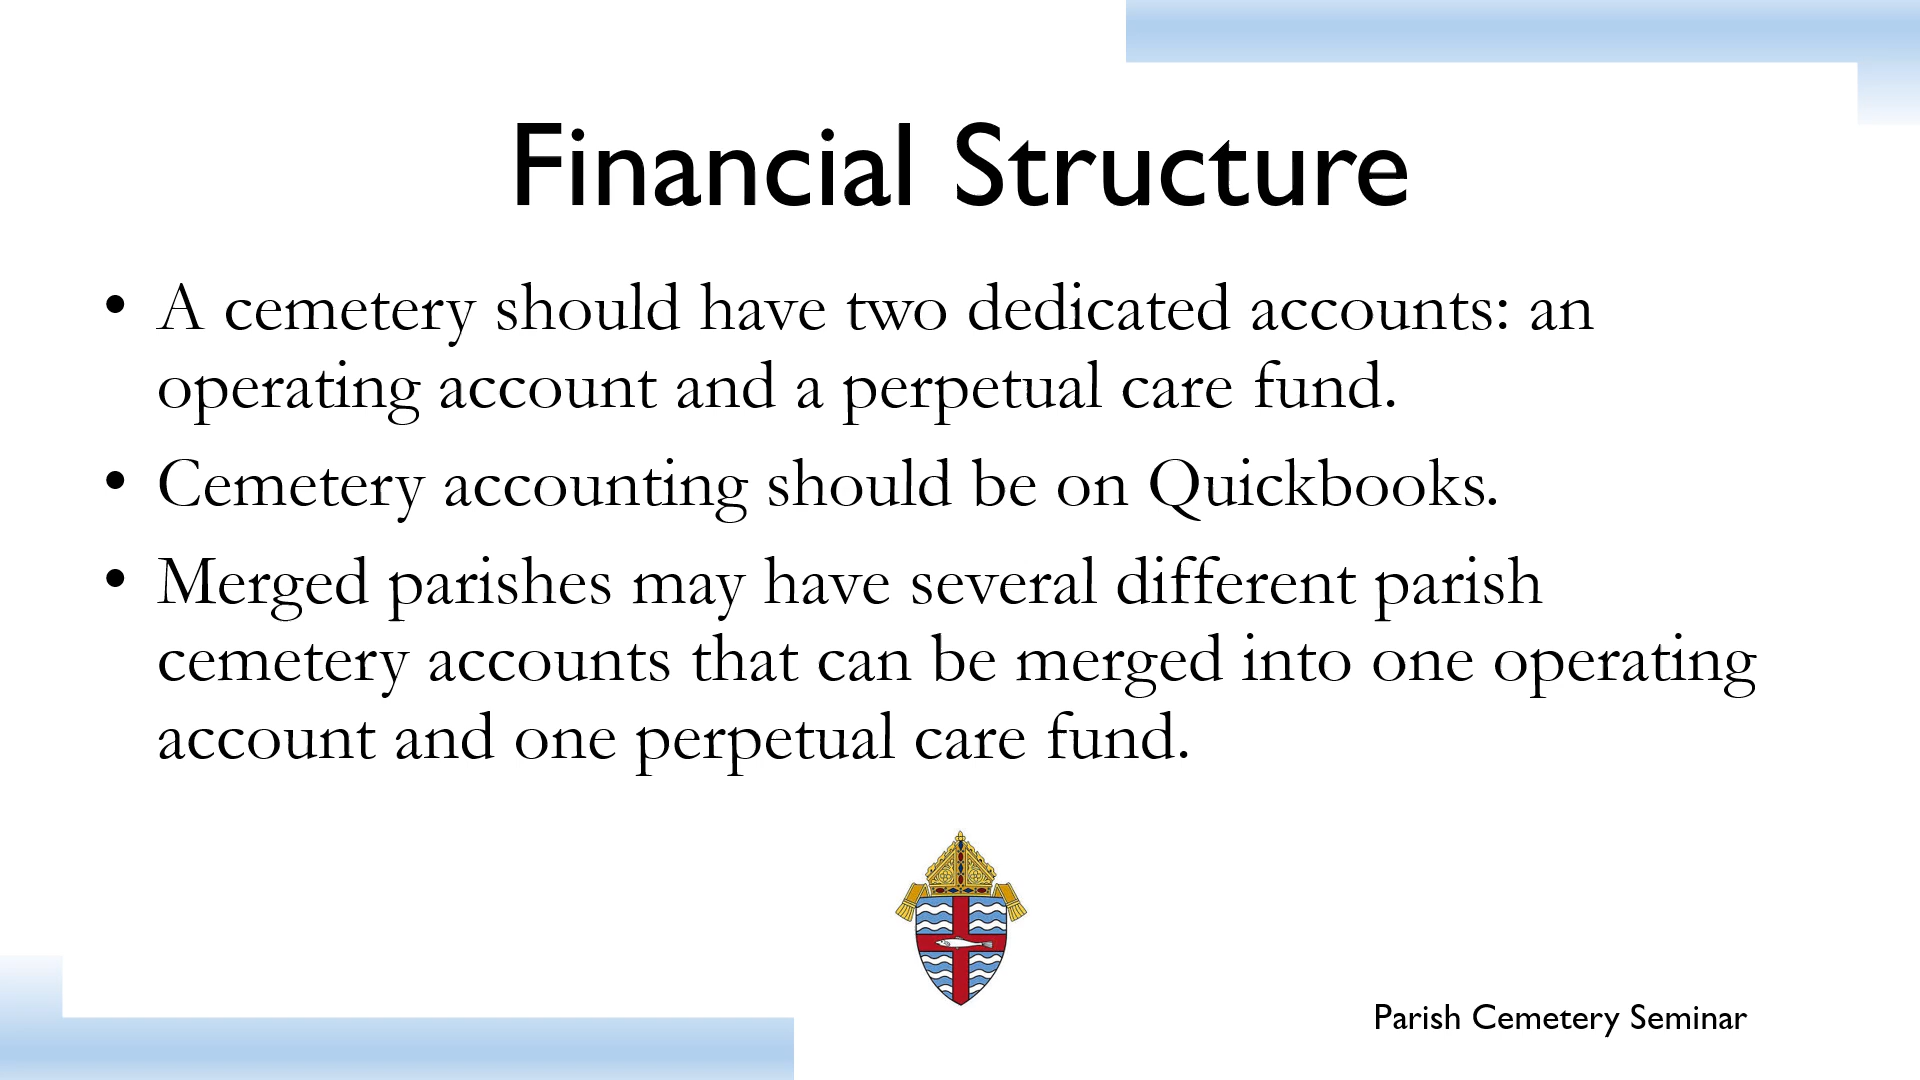 Financial Structure
• A cemetery should have two dedicated accounts: an
operating account and a perpetual care fund.
• Cemetery accounting should be on Quickbooks.
• Merged parishes may have several different parish
cemetery accounts that can be merged into one operating
account and one perpetual care fund.
Parish Cemetery Seminar